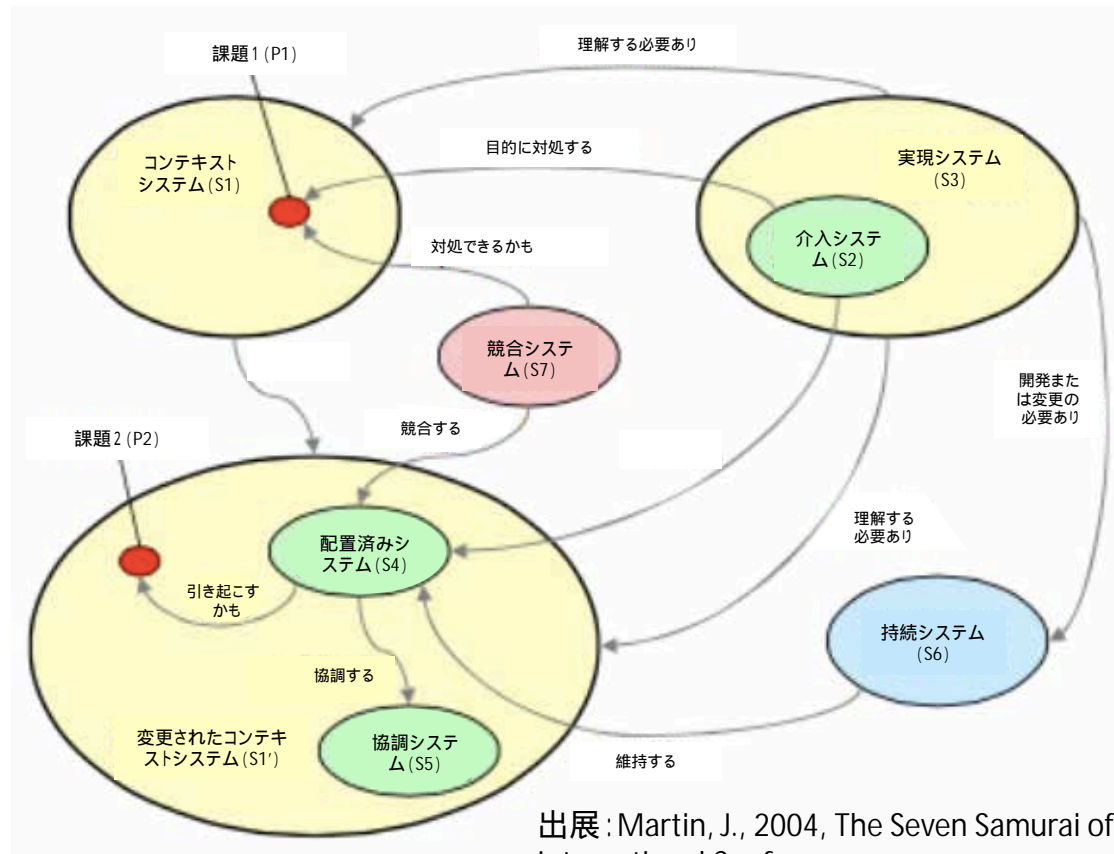 課題1(P1)
理解する必要あり
コンテキスト
システム(S1)
目的に対処する
実現システム
(S3)
介入システ
ム(S2)
対処できるかも
競合システ
ム(S7)
開発また
は変更の
必要あり
課題2(P2)
競合する
配置済みシ
ステム(S4)
理解する
必要あり
引き起こす
かも
持続システム
(S6)
協調する
変更されたコンテキ
ストシステム(S1')
協調システ
ム(S5)
維持する
出展:Martin, J., 2004, The Seven Samurai of